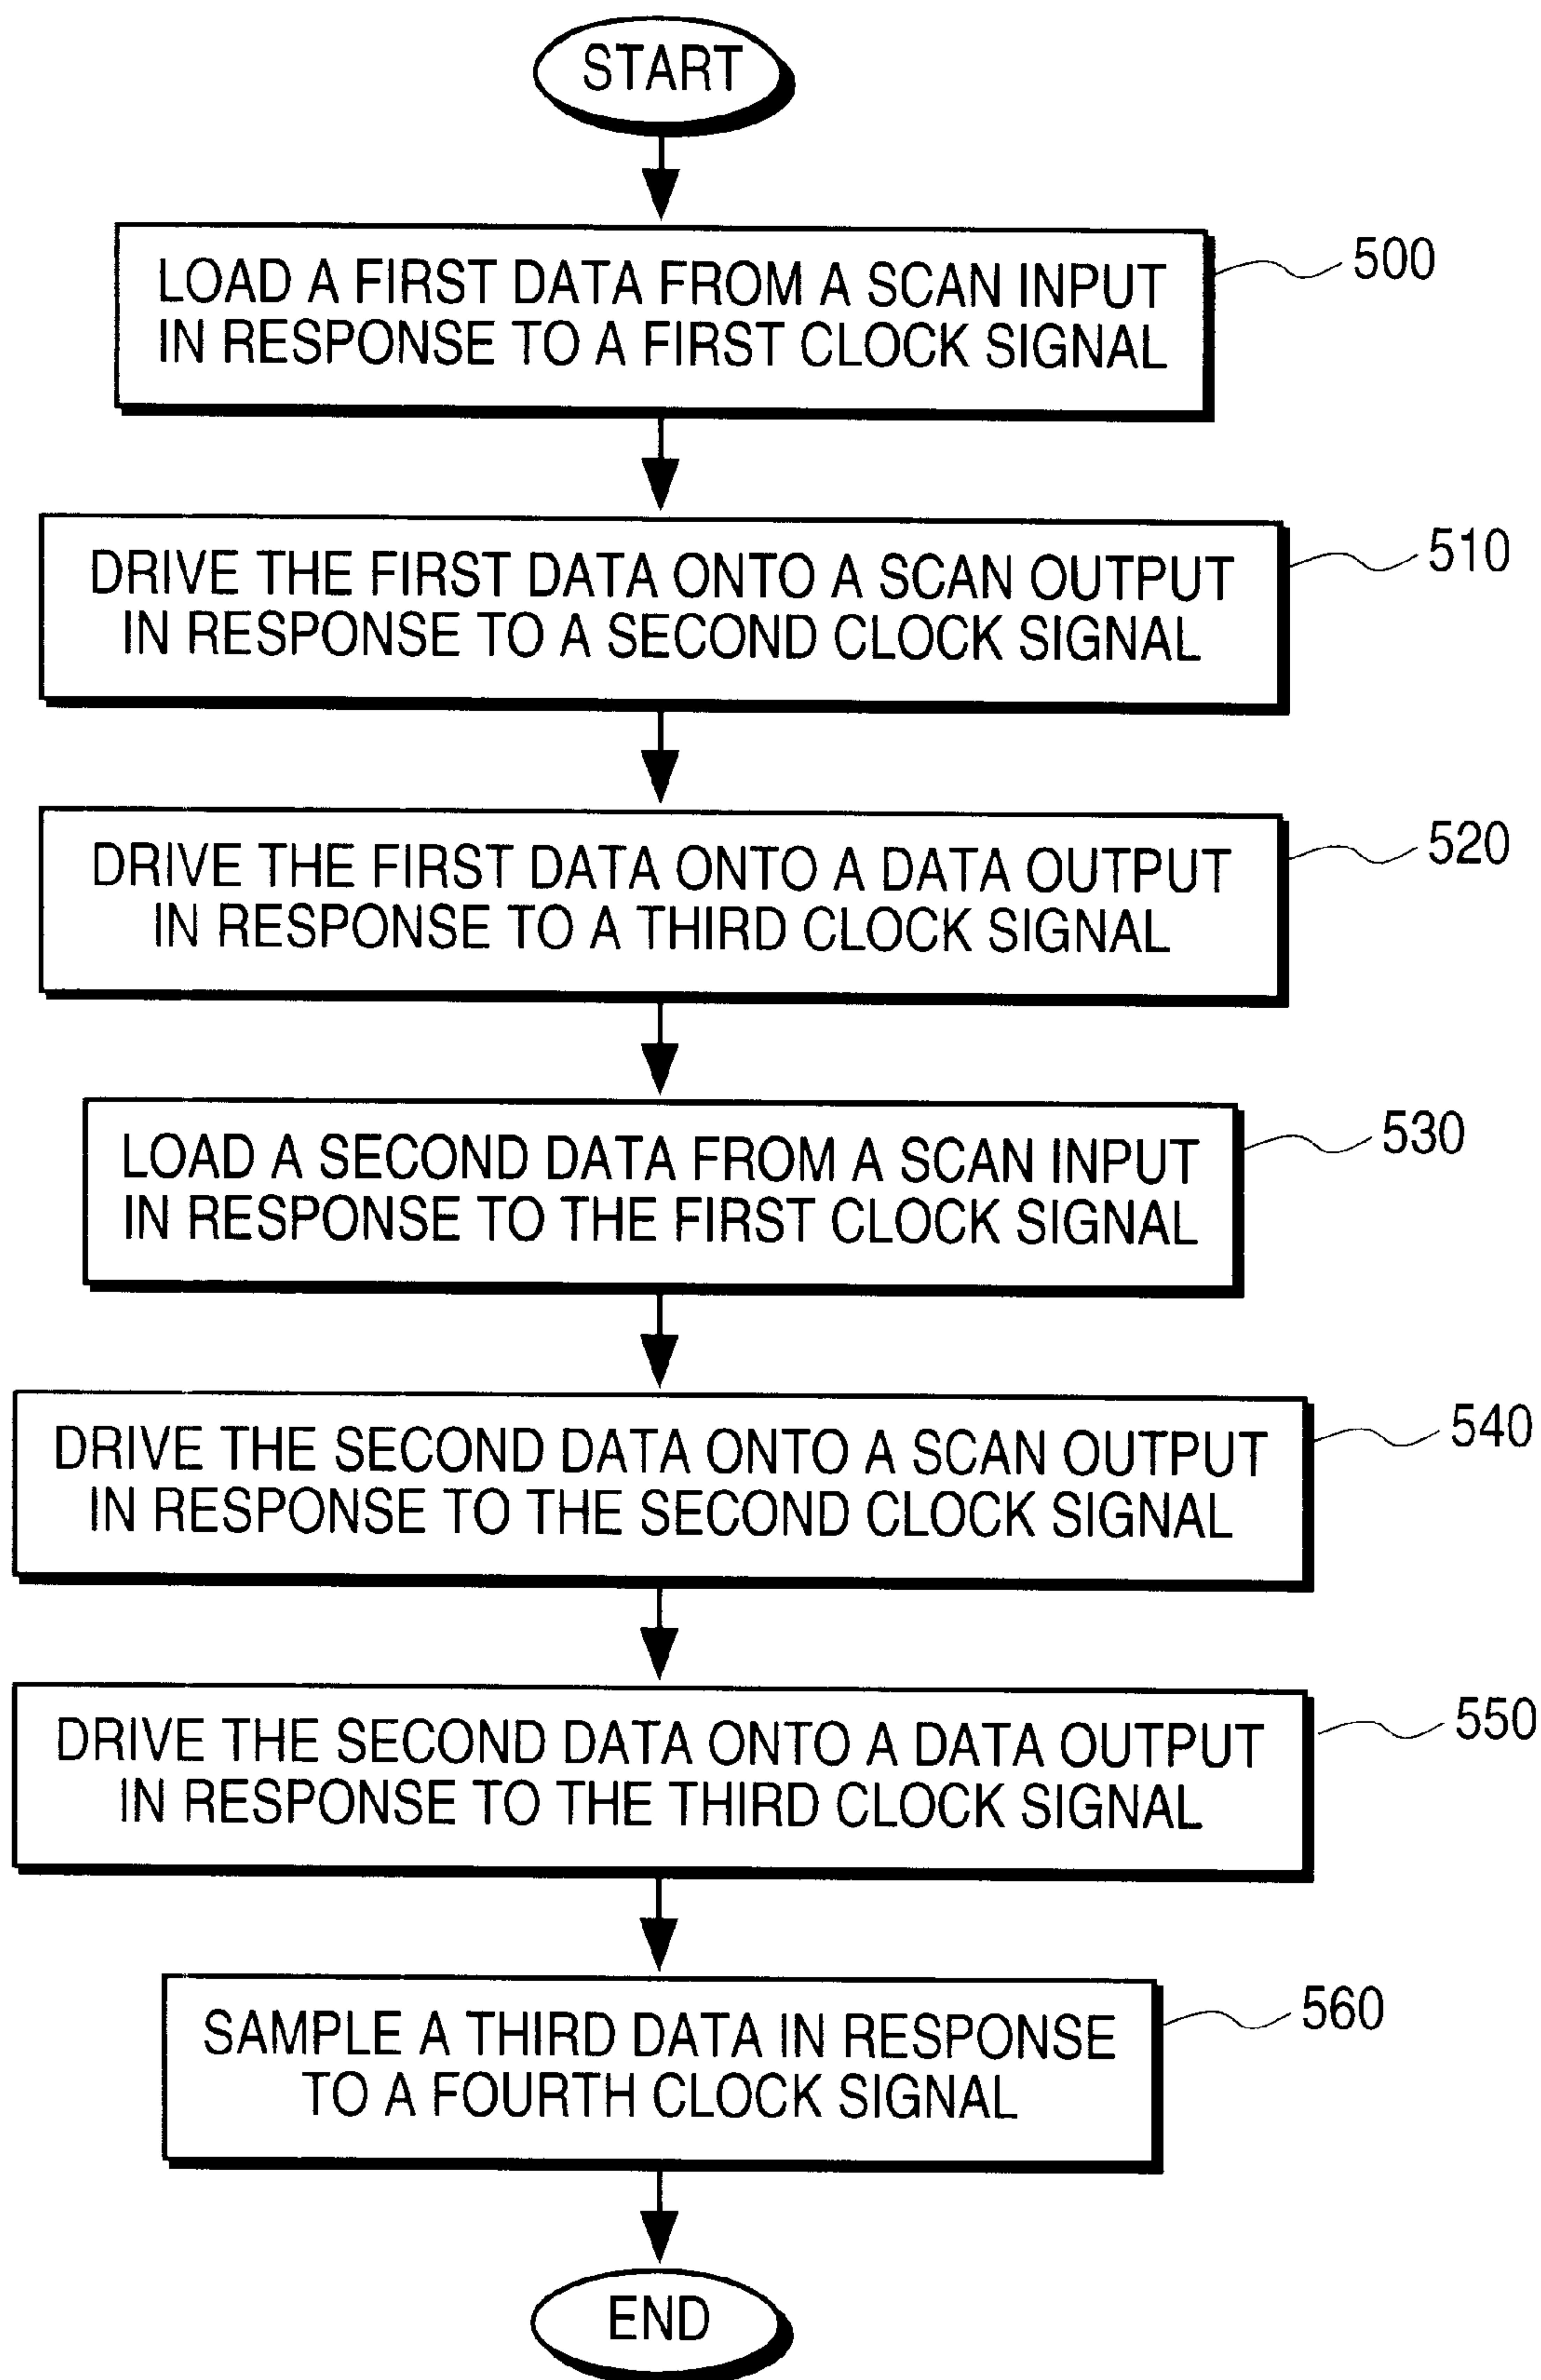 START
LOAD A FIRST DATA FROM A SCAN INPUT
IN RESPONSE TO A FIRST CLOCK SIGNAL
500
DRIVE THE FIRST DATA ONTO A SCAN OUTPUT
IN RESPONSE TO A SECOND CLOCK SIGNAL
510
DRIVE THE FIRST DATA ONTO A DATA OUTPUT
IN RESPONSE TO A THIRD CLOCK SIGNAL
520
LOAD A SECOND DATA FROM A SCAN INPUT
IN RESPONSE TO THE FIRST CLOCK SIGNAL
530
DRIVE THE SECOND DATA ONTO A SCAN OUTPUT
IN RESPONSE TO THE SECOND CLOCK SIGNAL
540
DRIVE THE SECOND DATA ONTO A DATA OUTPUT
IN RESPONSE TO THE THIRD CLOCK SIGNAL
550
SAMPLE A THIRD DATA IN RESPONSE
TO A FOURTH CLOCK SIGNAL
560
END